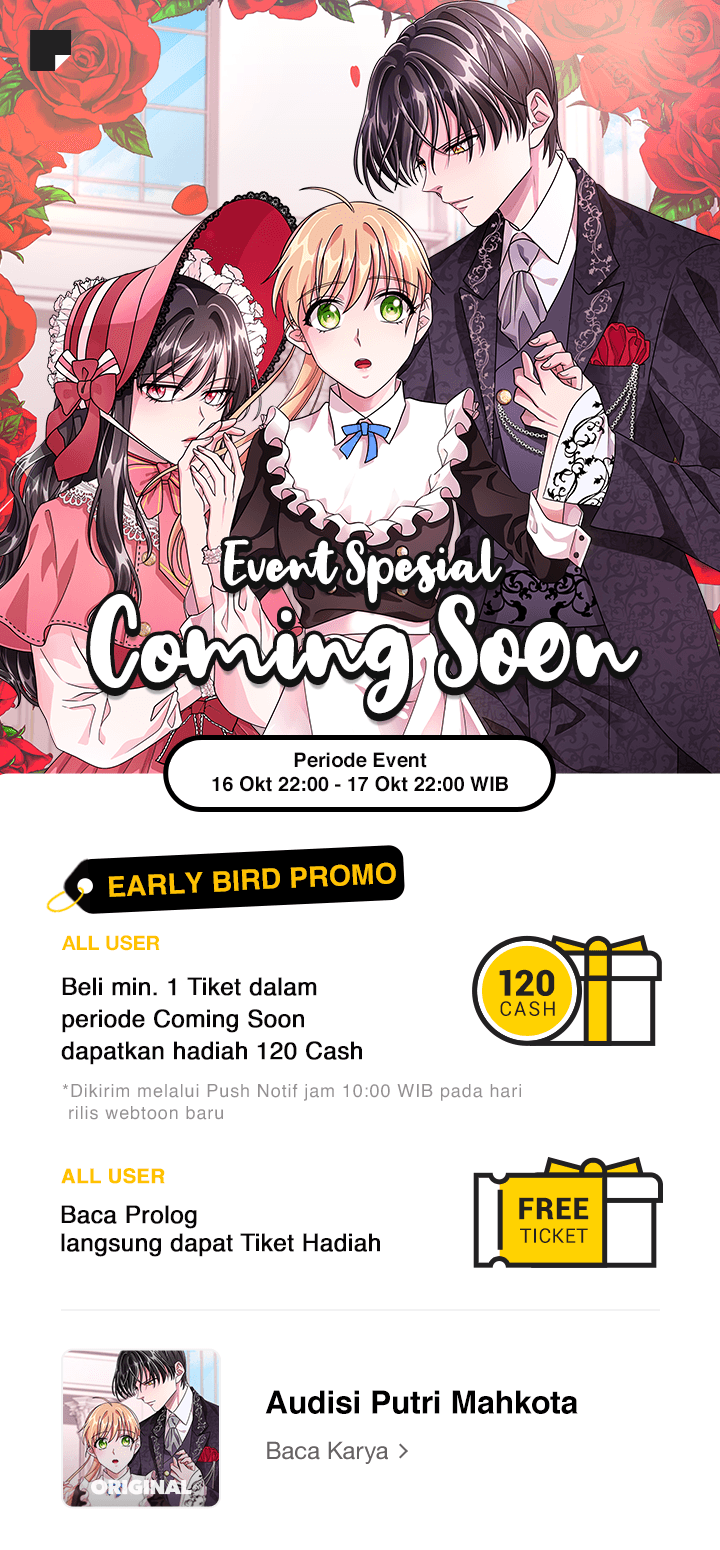 Event Spesial
Coming Soon
Periode Event
16 Okt 22:00 - 17 Okt 22:00 WIB
EARLY BIRD PROMO
ALL USER
Beli min. 1 Tiket dalam
periode Coming Soon
dapatkan hadiah 120 Cash
120
CASH
*Dikirim melalui Push Notif jam 10:00 WIB pada hari
rilis webtoon baru
ALL USER
Baca Prolog
langsung dapat Tiket Hadiah
FREE
TICKET
ORIGINAL
Audisi Putri Mahkota
Baca Karya >